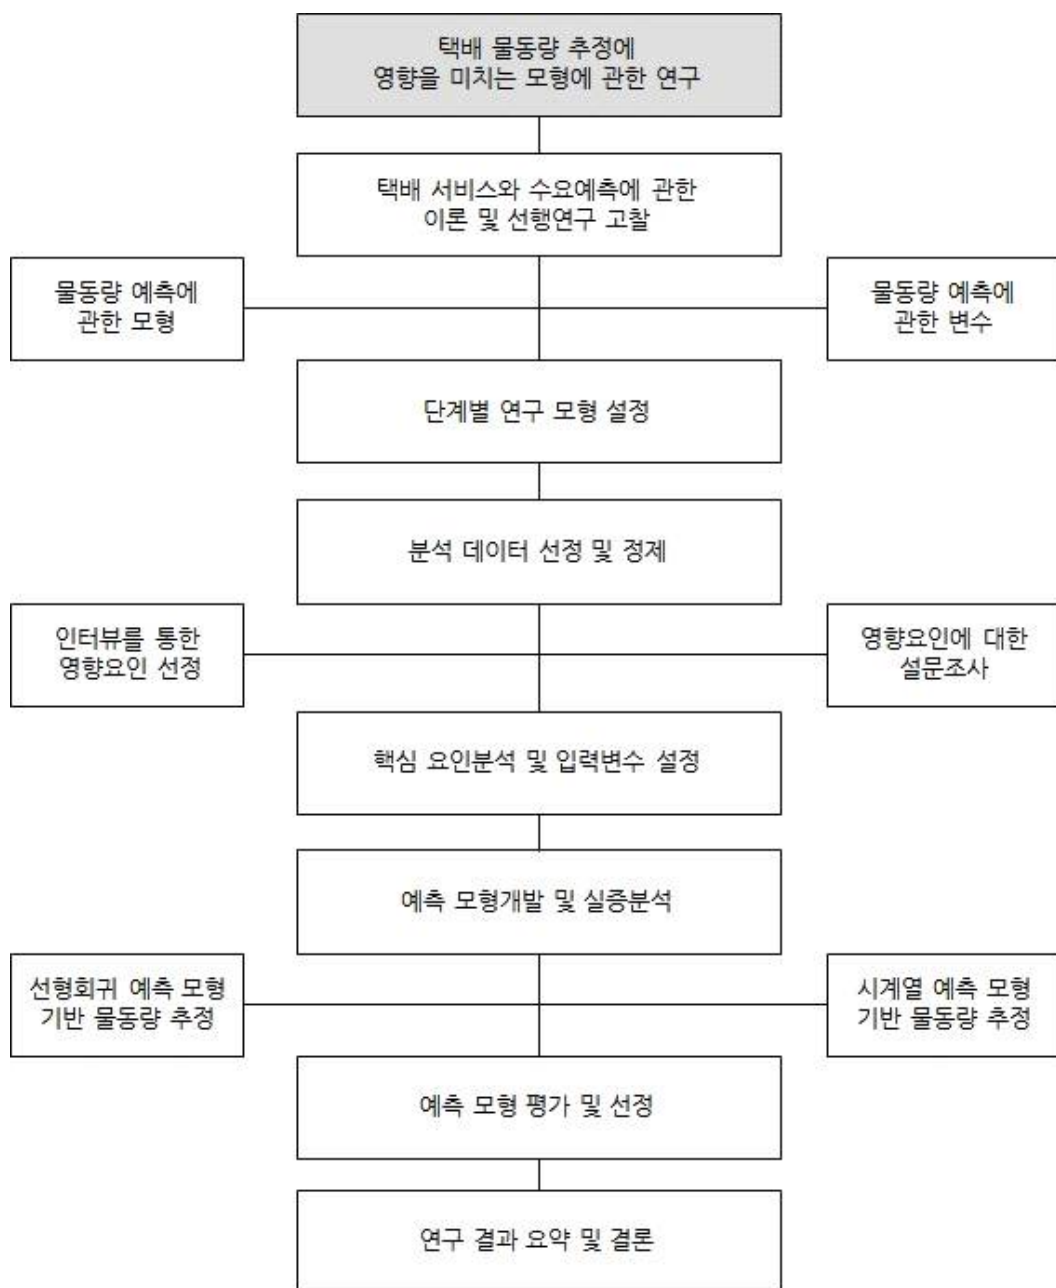 택배 물동량 추정에
영향을 미치는 모형에 관한 연구
택배 서비스와 수요예측에 관한
이론 및 선행연구 고찰
물동량 예측에
관한 모형
물동량 예측에
관한 변수
단계별 연구 모형 설정
분석 데이터 선정 및 정제
인터뷰를 통한
영향요인 선정
영향요인에 대한
설문조사
핵심 요인분석 및 입력변수 설정
예측 모형개발 및 실증분석
선형회귀 예측 모형
기반 물동량 추정
시계열 예측 모형
기반 물동량 추정
예측 모형 평가 및 선정
연구 결과 요약 및 결론